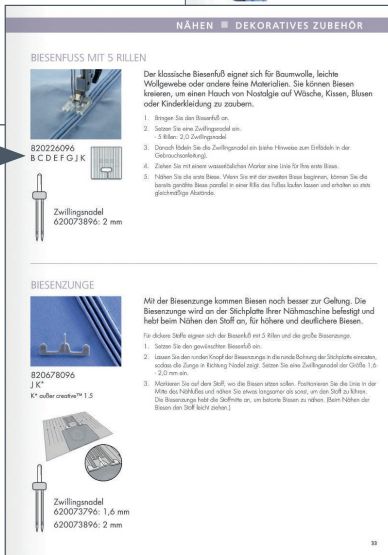 NÄHEN ■ DEKORATIVES ZUBEHÖR
BIESENFUSS MIT 5 RILLEN
820226096
B C D E F G J K
Zwillingsnadel
620073896: 2 mm
Der klassische Biesenfuß eignet sich für Baumwolle, leichte
Wollgewebe oder andere feine Materialien. Sie können Biesen
kreieren, um einen Hauch von Nostalgie auf Wäsche, Kissen, Blusen
oder Kinderkleidung zu zaubern.
1. Bringen Sie den Biesenfuß an.
2. Setzen Sie eine Zwillingsnadel ein.
- 5 Rillen: 2,0 Zwillingsnadel
3. Danach fädeln Sie die Zwillingsnadel ein (siehe Hinweise zum Einfädeln in der
Gebrauchsanleitung).
4. Ziehen Sie mit einem wasserlöslichen Marker eine Linie für Ihre erste Biese.
5. Nähen Sie die erste Biese. Wenn Sie mit der zweiten Biese beginnen, können Sie die
bereits genähte Biese parallel in einer Rille des Fußes laufen lassen und erhalten so stets
gleichmäßige Abstände.
BIESENZUNGE
820678096
J K*
K* außer creative™ 1.5
Zwillingsnadel
620073796: 1,6 mm
620073896: 2 mm
Mit der Biesenzunge kommen Biesen noch besser zur Geltung. Die
Biesenzunge wird an der Stichplatte Ihrer Nähmaschine befestigt und
hebt beim Nähen den Stoff an, für höhere und deutlichere Biesen.
Für dickere Stoffe eignen sich der Biesenfuß mit 5 Rillen und die große Biesenzunge.
1. Setzen Sie den gewünschten Biesenfuß ein.
2. Lassen Sie den runden Knopf der Biesenzunge in die runde Bohrung der Stichplatte einrasten,
sodass die Zunge in Richtung Nadel zeigt. Setzen Sie eine Zwillingsnadel der Größe 1,6
- 2,0 mm ein.
3. Markieren Sie auf dem Stoff, wo die Biesen sitzen sollen. Positionieren Sie die Linie in der
Mitte des Nähfußes und nähen Sie etwas langsamer als sonst, um den Stoff zu führen.
Die Biesenzunge hebt die Stoffmitte an, um betonte Biesen zu nähen. (Beim Nähen der
Biesen den Stoff leicht ziehen.)
33